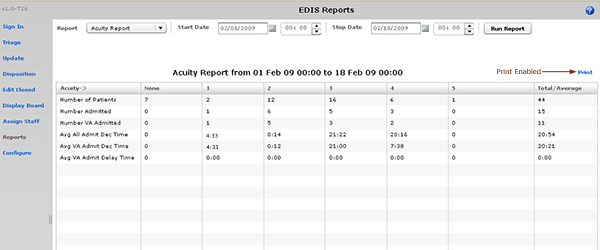 v1.0-T26
EDIS Reports
?
Sign In
Triage
Update
Disposition
Edit Closed
Display Board
Assign Staff
Reports
Configure
Report Acuity Report Start Date 02/01/2009 00:00 Stop Date 02/18/2009 00:00 Run Report
Print Enabled Print
Acuity Report from 01 Feb 09 00:00 to 18 Feb 09 00:00
Acuity-> None 1 2 3 4 5 Total/Average
Number of Patients 7 2 12 16 6 1 44
Number Admitted 0 1 6 5 3 0 15
Number VA Admitted 0 1 5 3 2 0 11
Avg All Admit Dec Time 0 4:33 0:14 21:22 20:16 0 20:54
Avg VA Admit Dec Time 0 4:33 0:12 21:00 7:38 0 20:21
Avg VA Admit Delay Time 0 0:00 0:00 0:00 0:00 0 0:00